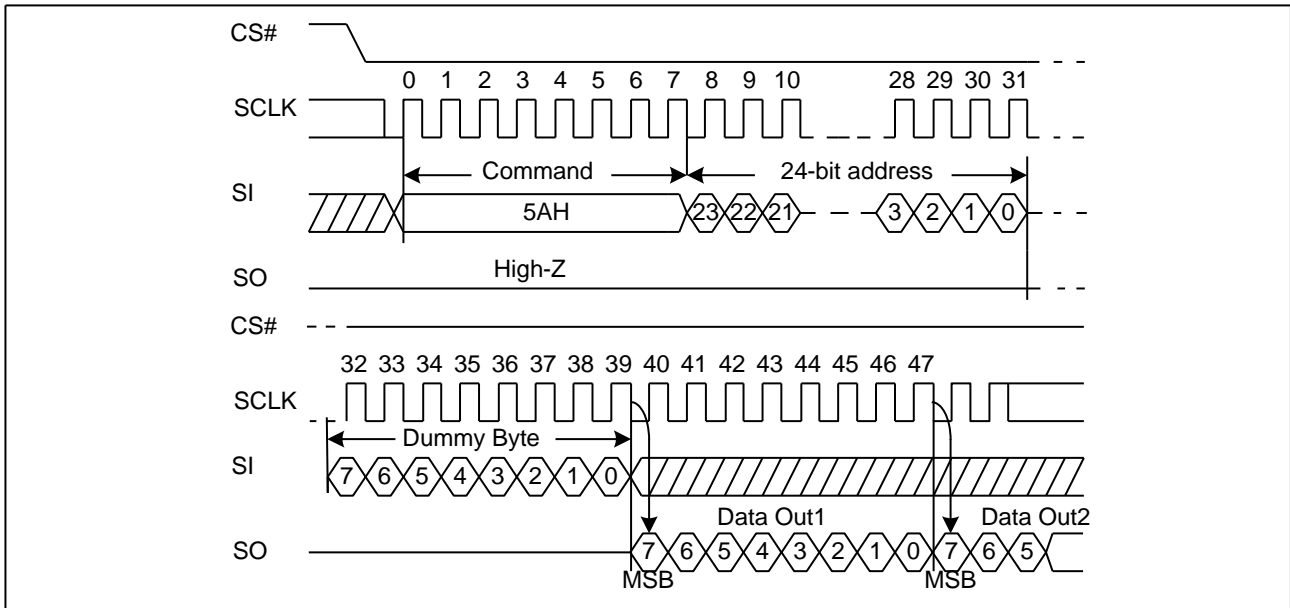 CS#
0 1 2 3 4 5 6 7 8 9 10 28 29 30 31
SCLK
Command 24-bit address
SI
5AH 23 22 21 3 2 1 0
High-Z
SO
CS#
32 33 34 35 36 37 38 39 40 41 42 43 44 45 46 47
SCLK
Dummy Byte
SI
7 6 5 4 3 2 1 0
Data Out1 Data Out2
SO
7 6 5 4 3 2 1 0 7 6 5
MSB MSB